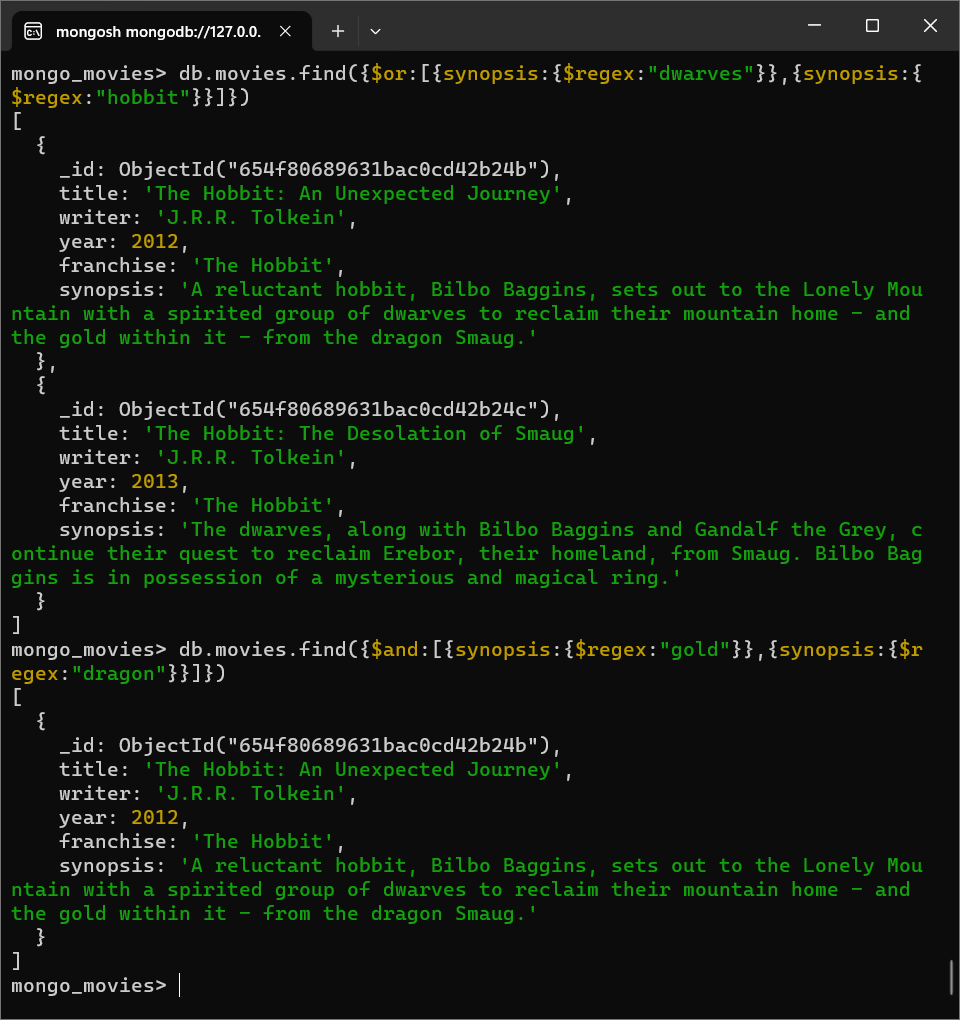 mongosh mongodb://127.0.0.
mongo_movies> db.movies.find({$or:[{synopsis:{$regex:"dwarves"}},{synopsis:{
$regex:"hobbit"}}]})
[
  {
    _id: ObjectId("654f80689631bac0cd42b24b"),
    title: 'The Hobbit: An Unexpected Journey',
    writer: 'J.R.R. Tolkein',
    year: 2012,
    franchise: 'The Hobbit',
    synopsis: 'A reluctant hobbit, Bilbo Baggins, sets out to the Lonely Mou
ntain with a spirited group of dwarves to reclaim their mountain home - and
the gold within it - from the dragon Smaug.'
  },
  {
    _id: ObjectId("654f80689631bac0cd42b24c"),
    title: 'The Hobbit: The Desolation of Smaug',
    writer: 'J.R.R. Tolkein',
    year: 2013,
    franchise: 'The Hobbit',
    synopsis: 'The dwarves, along with Bilbo Baggins and Gandalf the Grey, c
ontinue their quest to reclaim Erebor, their homeland, from Smaug. Bilbo Bag
gins is in possession of a mysterious and magical ring.'
  }
]
mongo_movies> db.movies.find({$and:[{synopsis:{$regex:"gold"}},{synopsis:{$r
egex:"dragon"}}]})
[
  {
    _id: ObjectId("654f80689631bac0cd42b24b"),
    title: 'The Hobbit: An Unexpected Journey',
    writer: 'J.R.R. Tolkein',
    year: 2012,
    franchise: 'The Hobbit',
    synopsis: 'A reluctant hobbit, Bilbo Baggins, sets out to the Lonely Mou
ntain with a spirited group of dwarves to reclaim their mountain home - and
the gold within it - from the dragon Smaug.'
  }
]
mongo_movies>